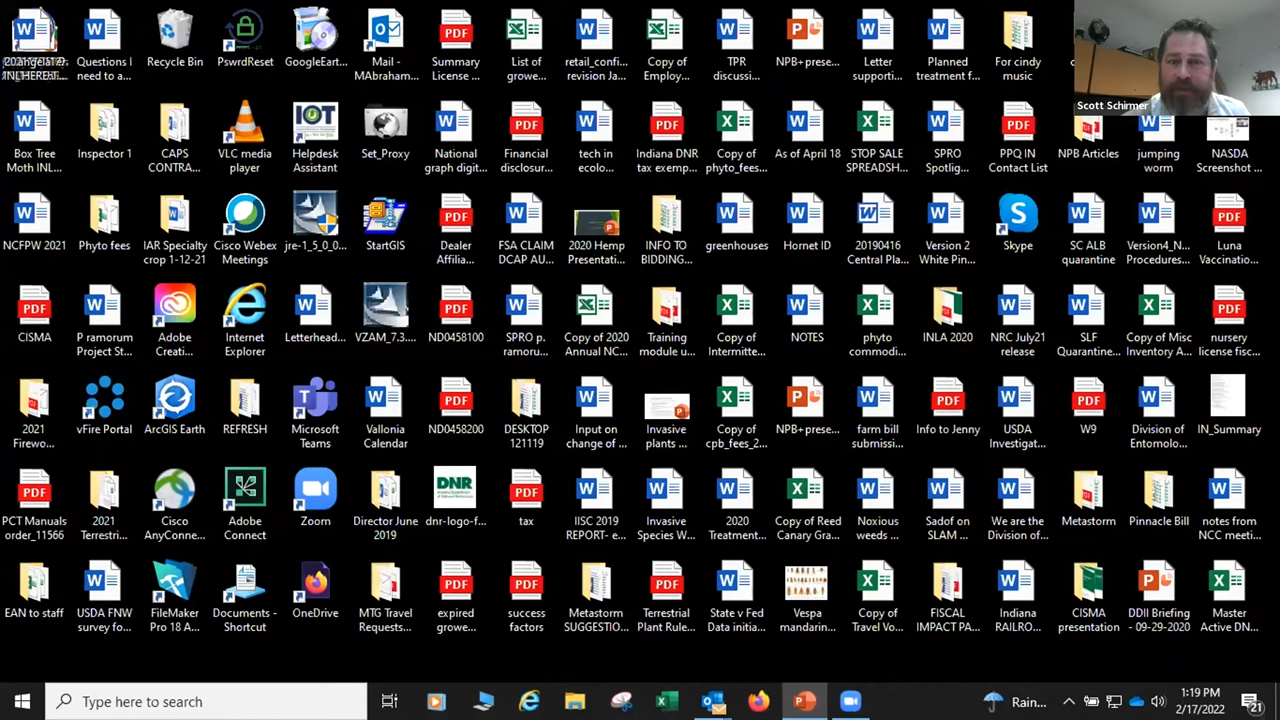 INLTHEREXT...
Questions I
need to a...
Recycle Bin
PswrdReset
GoogleEart...
Mail -
MAbraham...
Summary
License ...
List of
growe...
retail_confi...
revision Ja...
Copy of
Employ...
TPR
discussi...
NPB+prese...
Letter
supporti...
Planned
treatment f...
For cindy
music
Scott Schirmer
Box Tree
Moth INL...
Inspector 1
CAPS
CONTRA...
VLC media
player
IOT
Helpdesk
Assistant
Set_Proxy
National
graph digit...
Financial
disclosur...
tech in
ecolo...
Indiana DNR
tax exemp...
Copy of
phyto_fees...
As of April 18
STOP SALE
SPREADSH...
SPRO
Spotlig...
PPQ IN
Contact List
NPB Articles
jumping
worm
NASDA
Screenshot ...
NCFPW 2021
Phyto fees
IAR Specialty
crop 1-12-21
Cisco Webex
Meetings
jre-1_5_0_0...
StartGIS
Dealer
Affilia...
FSA CLAIM
DCAP AU...
2020 Hemp
Presentati...
INFO TO
BIDDING...
greenhouses
Hornet ID
20190416
Central Pla...
Version 2
White Pin...
Skype
SC ALB
quarantine
Version4_N...
Procedures...
Luna
Vaccinatio...
CISMA
P ramorum
Project St...
Adobe
Creati...
Internet
Explorer
Letterhead...
VZAM_7.3....
ND0458100
SPRO p.
ramoru...
Copy of 2020
Annual NC...
Training
module u...
Copy of
Intermitte...
NOTES
phyto
commodi...
INLA 2020
NRC July21
release
SLF
Quarantine...
Copy of Misc
Inventory A...
nursery
license fisc...
2021
Firewo...
vFire Portal
ArcGIS Earth
REFRESH
Microsoft
Teams
Vallonia
Calendar
ND0458200
DESKTOP
121119
Input on
change of ...
Invasive
plants ...
Copy of
cpb_fees_2...
NPB+prese...
farm bill
submissi...
Info to Jenny
USDA
Investigat...
W9
Division of
Entomolo...
IN_Summary
PCT Manuals
order_11566
2021
Terrestri...
Cisco
AnyConne...
Adobe
Connect
Zoom
Director June
2019
DNR
dnr-logo-f...
tax
IISC 2019
REPORT- e...
Invasive
Species W...
2020
Treatment...
Copy of Reed
Canary Gra...
Noxious
weeds ...
Sadof on
SLAM ...
We are the
Division of...
Metastorm
Pinnacle Bill
notes from
NCC meeti...
EAN to staff
USDA FNW
survey fo...
FileMaker
Pro 18 A...
Documents -
Shortcut
OneDrive
MTG Travel
Requests...
expired
growe...
success
factors
Metastorm
SUGGESTIO...
Terrestrial
Plant Rule...
State v Fed
Data initia...
Vespa
mandarin...
Copy of
Travel Vo...
FISCAL
IMPACT PA...
Indiana
RAILRO...
CISMA
presentation
DDII Briefing
- 09-29-2020
Master
Active DN...
Type here to search
Rain...
1:19 PM
2/17/2022
21